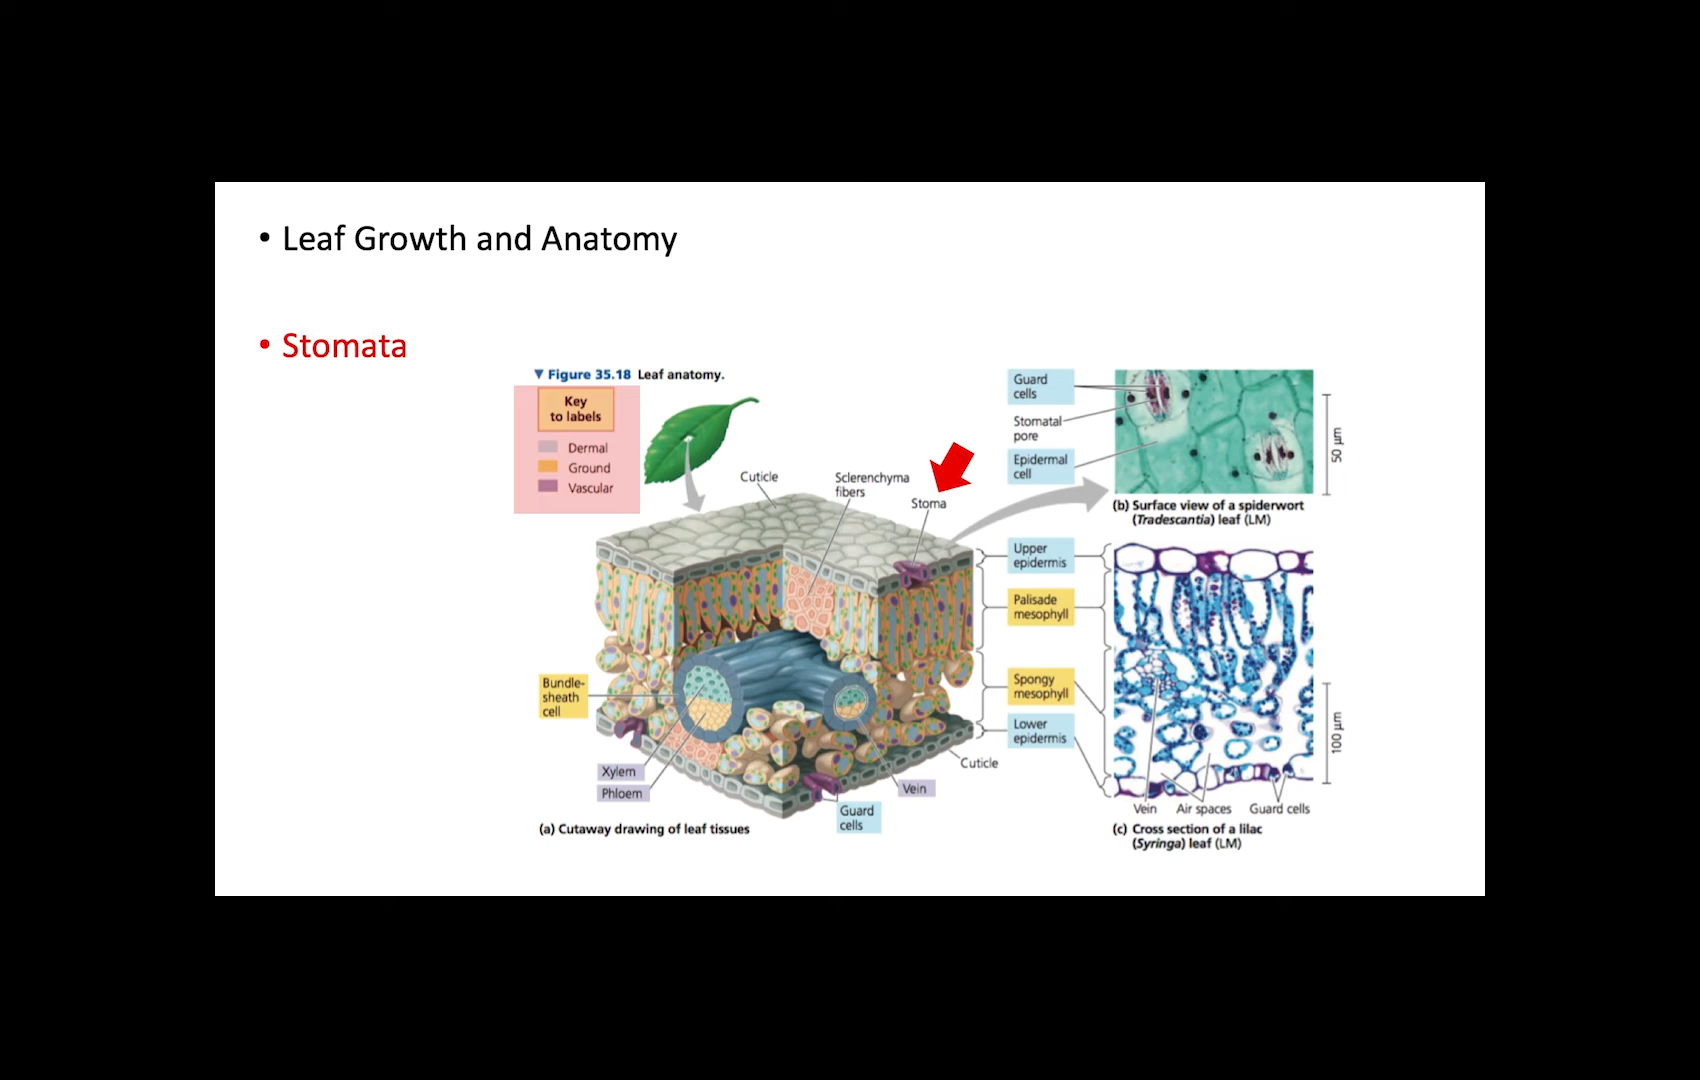 • Leaf Growth and Anatomy
• Stomata
▼ Figure 35.18 Leaf anatomy.
Key
to labels
Dermal
Ground
Vascular
Cuticle
Sclerenchyma
fibers
Stoma
Bundle-
sheath
cell
Xylem
Phloem
Guard
cells
Vein
Cuticle
(a) Cutaway drawing of leaf tissues
Guard
cells
Stomatal
pore
Epidermal
cell
50 µm
(b) Surface view of a spiderwort
(Tradescantia) leaf (LM)
Upper
epidermis
Palisade
mesophyll
Spongy
mesophyll
Lower
epidermis
100 µm
Vein
Air spaces
Guard cells
(c) Cross section of a lilac
(Syringa) leaf (LM)